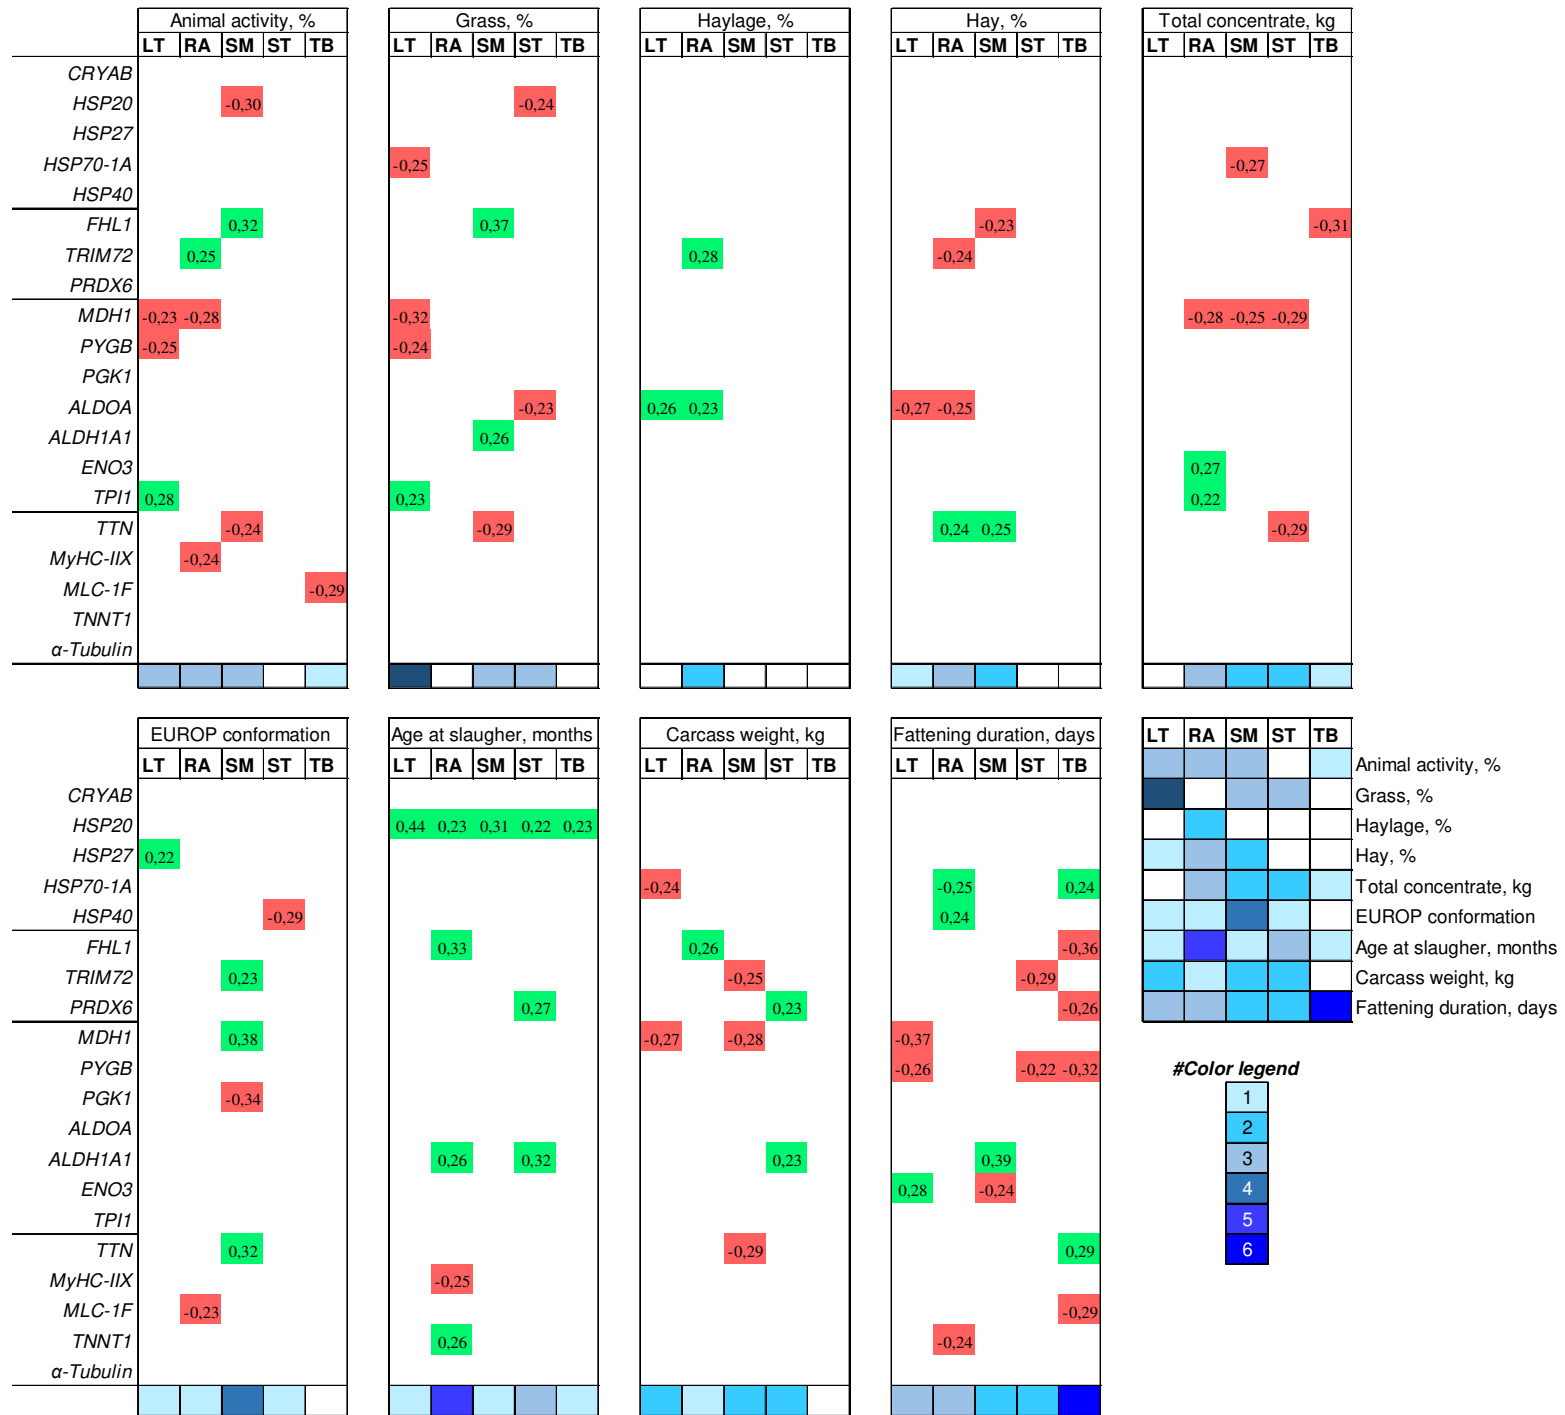 Animal activity, % Grass, % Haylage, % Hay, % Total concentrate, kg
LT RA SM ST TB LT RA SM ST TB LT RA SM ST TB LT RA SM ST TB LT RA SM ST TB
CRYAB
HSP20 -0,30 -0,24
HSP27
HSP70-1A -0,25 -0,27
HSP40
FHL1 0,32 0,37 -0,23 -0,31
TRIM72 0,25 0,28 -0,24
PRDX6
MDH1 -0,23 -0,28 -0,32 -0,28 -0,25 -0,29
PYGB -0,25 -0,24
PGK1
ALDOA -0,23 0,26 0,23 -0,27 -0,25
ALDH1A1 0,26
ENO3 0,27
TPI1 0,28 0,23 0,22
TTN -0,24 -0,29 0,24 0,25 -0,29
MyHC-IIX -0,24
MLC-1F -0,29
TNNT1
α-Tubulin
EUROP conformation Age at slaugher, months Carcass weight, kg Fattening duration, days
LT RA SM ST TB LT RA SM ST TB LT RA SM ST TB LT RA SM ST TB
CRYAB
HSP20 0,44 0,23 0,31 0,22 0,23
HSP27 0,22
HSP70-1A -0,24 -0,25 0,24
HSP40 -0,29 0,24
FHL1 0,33 0,26 -0,36
TRIM72 0,23 -0,25 -0,29
PRDX6 0,27 0,23 -0,26
MDH1 0,38 -0,27 -0,28 -0,37
PYGB -0,26 -0,22 -0,32
PGK1 -0,34
ALDOA
ALDH1A1 0,26 0,32 0,23 0,39
ENO3 0,28 -0,24
TPI1
TTN 0,32 -0,29 0,29
MyHC-IIX -0,25
MLC-1F -0,23 -0,29
TNNT1 0,26 -0,24
α-Tubulin
LT RA SM ST TB
Animal activity, %
Grass, %
Haylage, %
Hay, %
Total concentrate, kg
EUROP conformation
Age at slaugher, months
Carcass weight, kg
Fattening duration, days
#Color legend
1
2
3
4
5
6